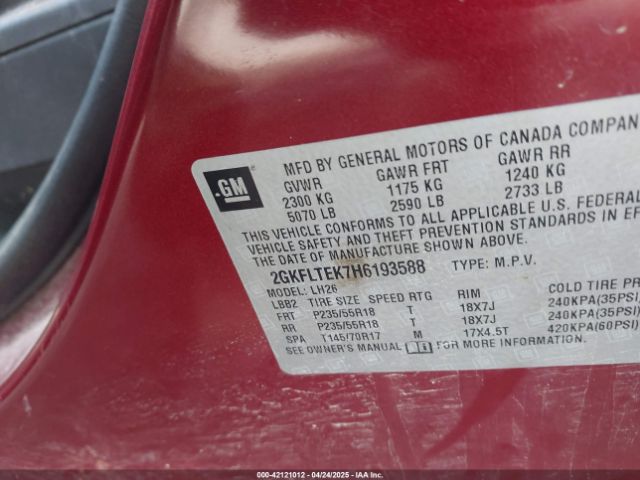 GM
MFD BY GENERAL MOTORS OF CANADA COMPANY
GVWR GAWR FRT GAWR RR
2300 KG 1175 KG 1240 KG
5070 LB 2590 LB 2733 LB
THIS VEHICLE CONFORMS TO ALL APPLICABLE U.S. FEDERAL
VEHICLE SAFETY AND THEFT PREVENTION STANDARDS IN EFF
THE DATE OF MANUFACTURE SHOWN ABOVE.
2GKFLTEK7H6193588 TYPE: M.P.V.
MODEL: LH26
LBB2 TIRE SIZE SPEED RTG RIM COLD TIRE PR
FRT P235/55R18 T 18X7J 240KPA(35PSI)
RR P235/55R18 T 18X7J 240KPA(35PSI)
SPA T145/70R17 M 17X4.5T 420KPA(60PSI)
SEE OWNER'S MANUAL FOR MORE INFORMATION.
000-42121012 - 04/24/2025 - IAAI.COM